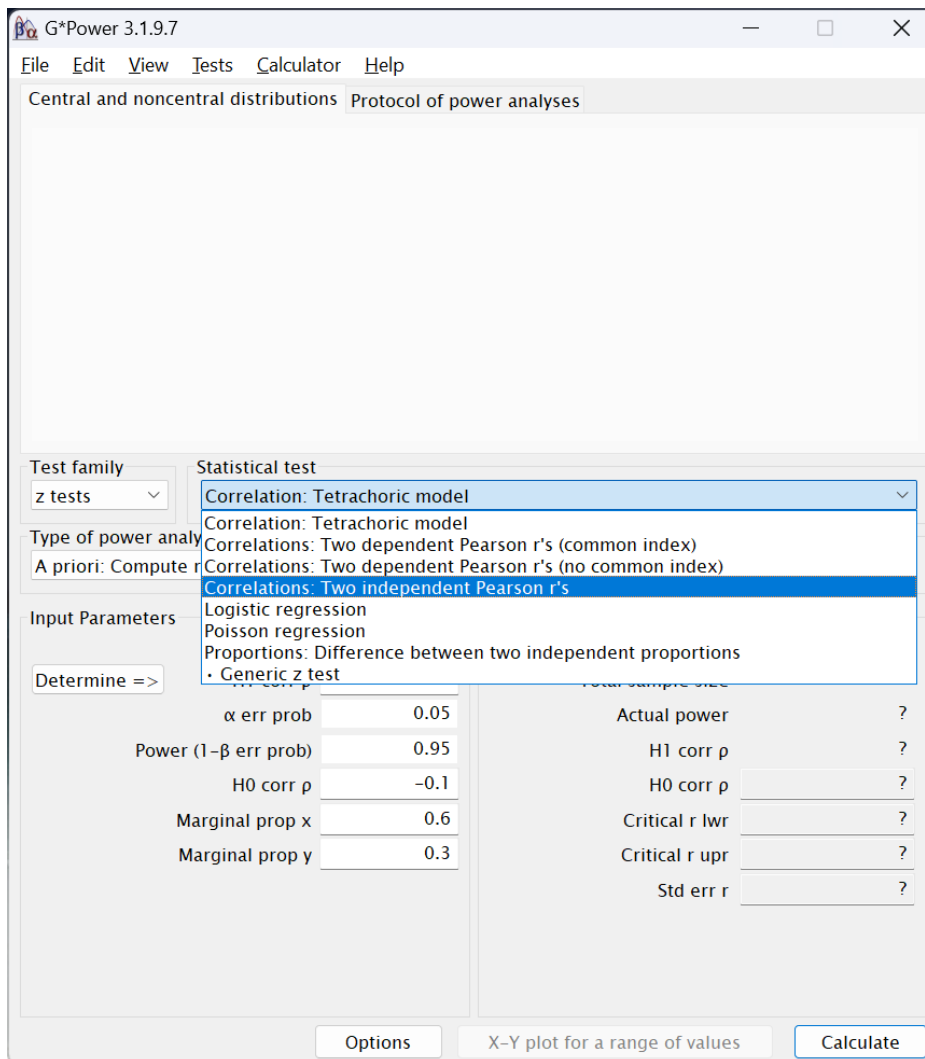 G*Power 3.1.9.7
File Edit View Tests Calculator Help
Central and noncentral distributions Protocol of power analyses
Test family Statistical test
z tests Correlation: Tetrachoric model
Correlation: Tetrachoric model
Type of power analy Correlations: Two dependent Pearson r's (common index)
A priori: Compute r Correlations: Two dependent Pearson r's (no common index)
Correlations: Two independent Pearson r's
Input Parameters Logistic regression
Poisson regression
Proportions: Difference between two independent proportions
Determine => • Generic z test
H1 corr ρ Total sample size
α err prob 0.05 Actual power ?
Power (1-β err prob) 0.95 H1 corr ρ ?
H0 corr ρ -0.1 H0 corr ρ ?
Marginal prop x 0.6 Critical r lwr ?
Marginal prop y 0.3 Critical r upr ?
Std err r ?
Options X-Y plot for a range of values Calculate